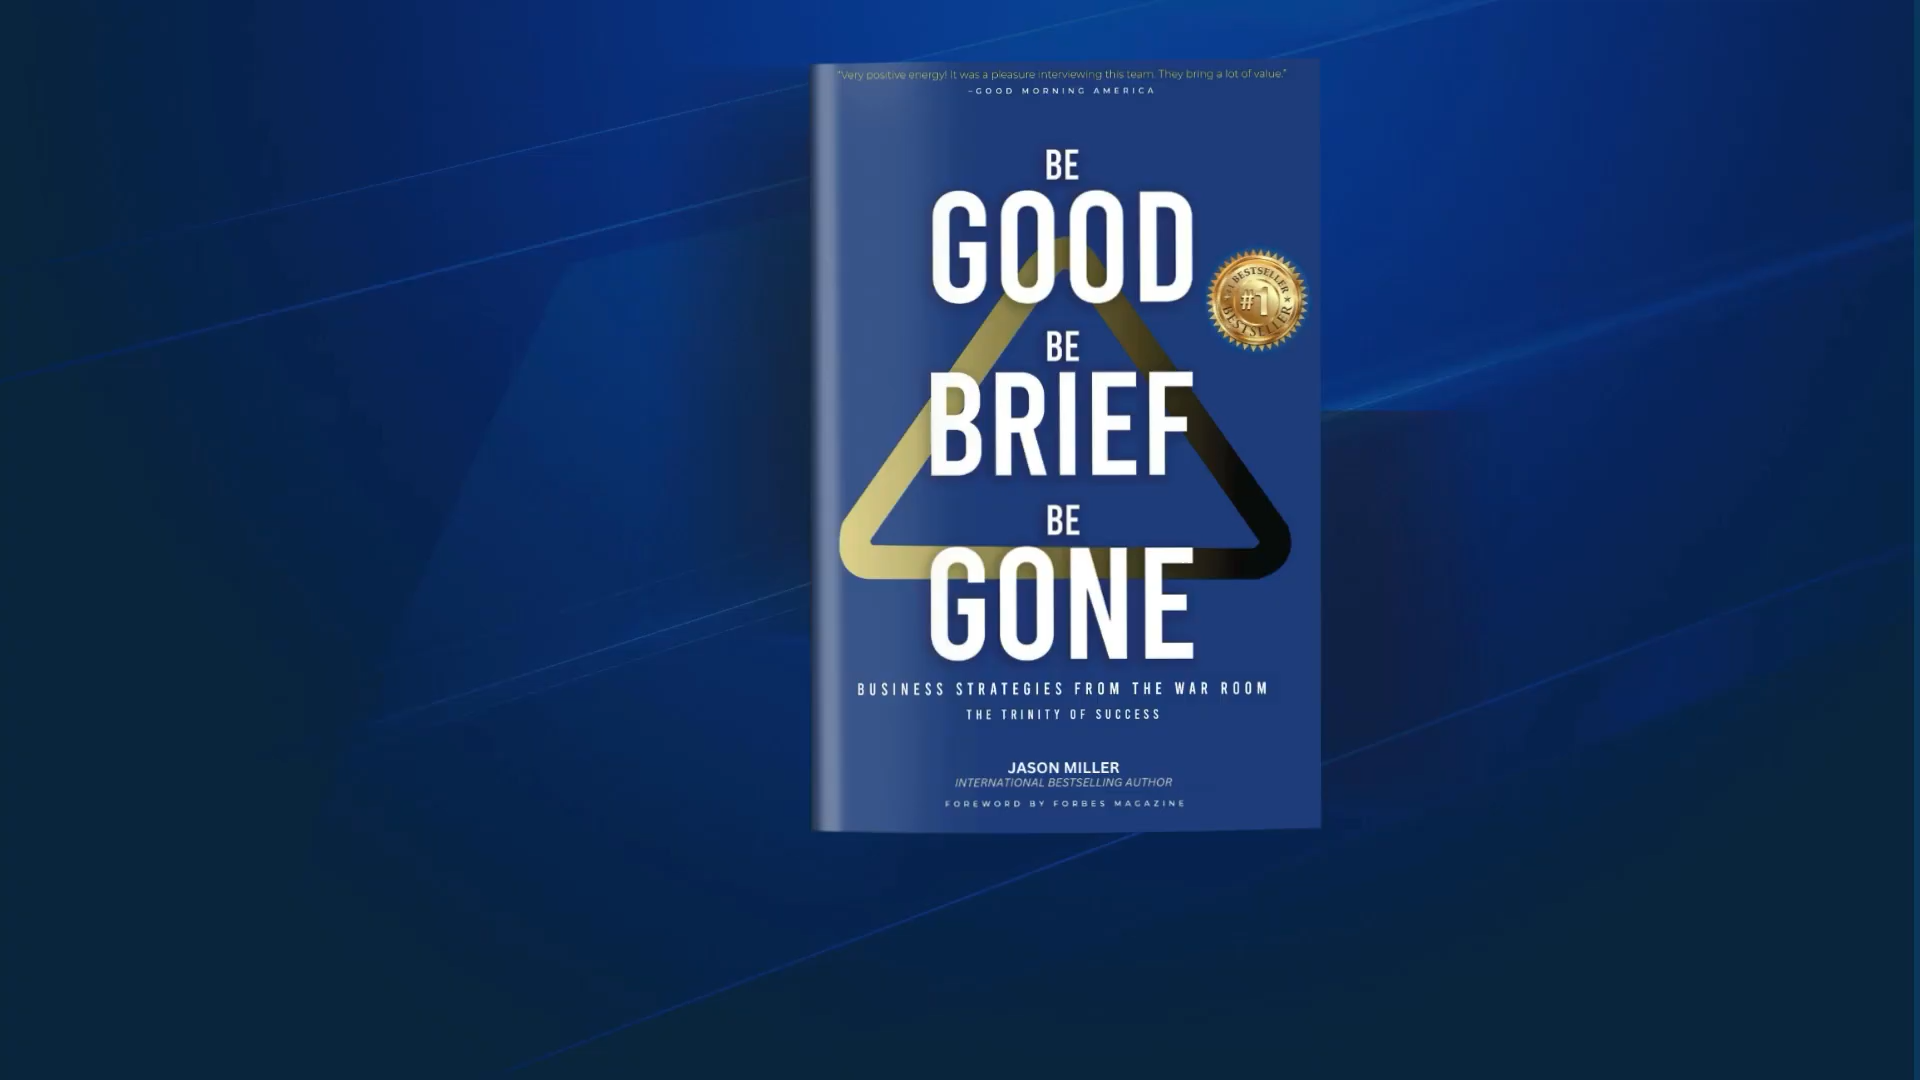 "Very positive energy! It was a pleasure interviewing this team. They bring a lot of value."
–GOOD MORNING AMERICA
BE
GOOD
BE
BRIEF
BE
GONE
BESTSELLER
#1
BESTSELLER
BUSINESS STRATEGIES FROM THE WAR ROOM
THE TRINITY OF SUCCESS
JASON MILLER
INTERNATIONAL BESTSELLING AUTHOR
FOREWORD BY FORBES MAGAZINE